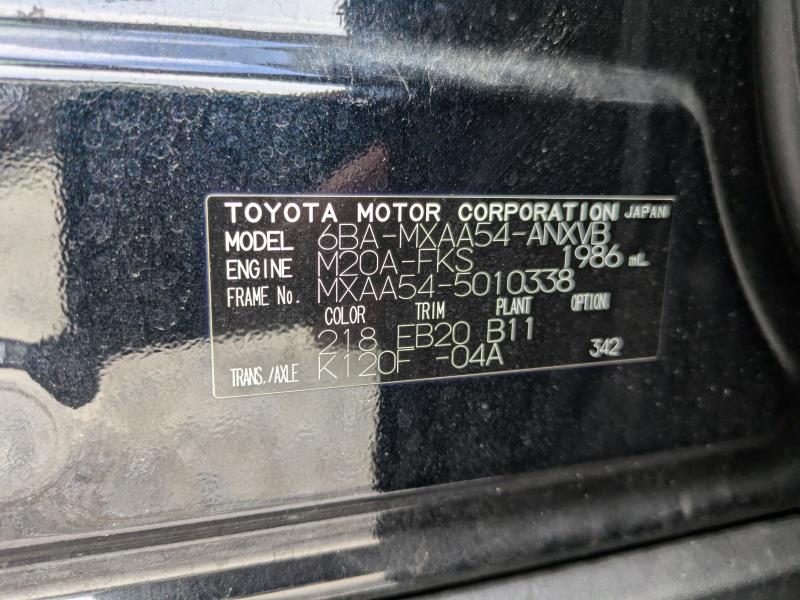 TOYOTA MOTOR CORPORATION JAPAN
MODEL 6BA-MXAA54-ANXVB
ENGINE M20A-FKS 1986 mL
FRAME No. MXAA54-5010338
COLOR TRIM PLANT OPTION
218 EB20 B11
TRANS./AXLE K120F -04A 342